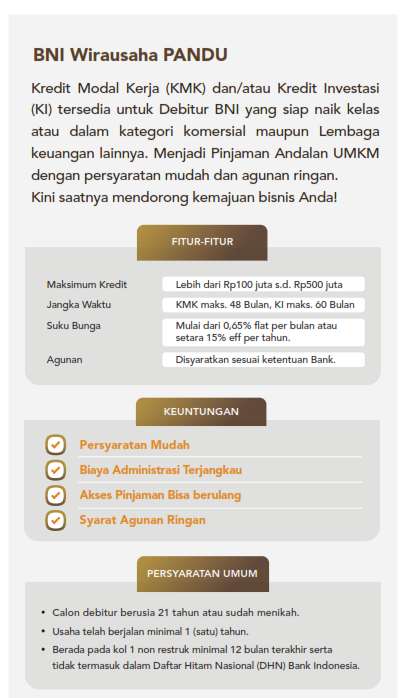 BNI Wirausaha PANDU
Kredit Modal Kerja (KMK) dan/atau Kredit Investasi
(KI) tersedia untuk Debitur BNI yang siap naik kelas
atau dalam kategori komersial maupun Lembaga
keuangan lainnya. Menjadi Pinjaman Andalan UMKM
dengan persyaratan mudah dan agunan ringan.
Kini saatnya mendorong kemajuan bisnis Anda!
FITUR-FITUR
Maksimum Kredit Lebih dari Rp100 juta s.d. Rp500 juta
Jangka Waktu KMK maks. 48 Bulan, KI maks. 60 Bulan
Suku Bunga Mulai dari 0,65% flat per bulan atau
setara 15% eff per tahun.
Agunan Disyaratkan sesuai ketentuan Bank.
KEUNTUNGAN
Persyaratan Mudah
Biaya Administrasi Terjangkau
Akses Pinjaman Bisa berulang
Syarat Agunan Ringan
PERSYARATAN UMUM
• Calon debitur berusia 21 tahun atau sudah menikah.
• Usaha telah berjalan minimal 1 (satu) tahun.
• Berada pada kol 1 non restruk minimal 12 bulan terakhir serta
tidak termasuk dalam Daftar Hitam Nasional (DHN) Bank Indonesia.